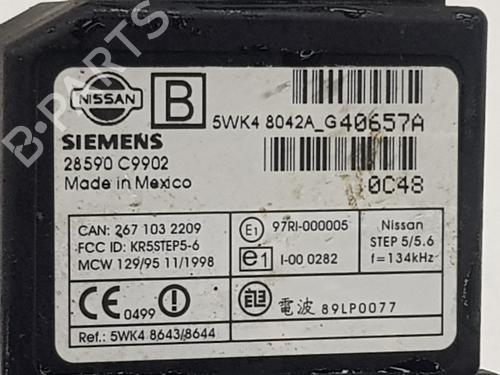 B-PARTS
NISSAN
B
5WK4 8042A_G40657A
SIEMENS
28590 C9902
Made in Mexico
0C48
CAN: 267 103 2209
FCC ID: KR5STEP5-6
MCW 129/95 11/1998
E1 97RI-000005
e1 I-00 0282
Nissan
STEP 5/5.6
f=134kHz
CE 0499
電波 89LP0077
Ref.: 5WK4 8643/8644